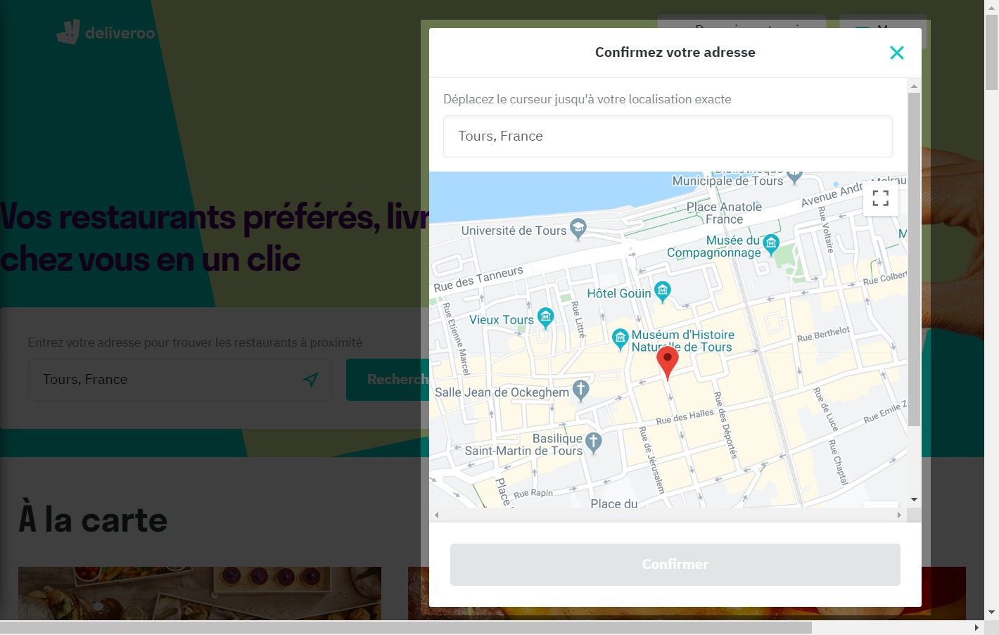 deliveroo
Confirmez votre adresse
Déplacez le curseur jusqu'à votre localisation exacte
Tours, France
Municipale de Tours
Avenue André
Place Anatole
France
Université de Tours
Rue Voltaire
Musée du
Compagnonnage
M
Rue des Tanneurs
Rue Colbert
Hôtel Goüin
Rue Etienne Marcel
Vieux Tours
Rue Littré
Muséum d'Histoire
Naturelle de Tours
Rue Berthelot
Salle Jean de Ockeghem
Rue des Halles
Rue des Déportés
Rue de Luce
Rue Emile Z
Basilique
Saint-Martin de Tours
Rue de Jérusalem
Rue Chaptal
Place
Rue Rapin
Place du
Confirmer
Vos restaurants préférés, livr
chez vous en un clic
Entrez votre adresse pour trouver les restaurants à proximité
Tours, France
Recherch
À la carte